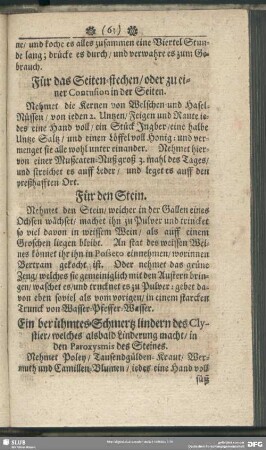 (61)
ne/ und koche es alles zusammen eine Viertel Stun-
de lang; drücke es durch/ und verwahre es zum Ge-
brauch.
Für das Seiten-stechen/ oder zu ei-
ner Contusion in der Seiten.
Nehmet die Kernen von Welschen und Hasel-
Nüssen/ von jeden 2. Untzen/ Feigen und Raute je-
des eine Hand voll/ ein Stück Ingber/ eine halbe
Untze Saltz/ und einen Löffel voll Honig: und ver-
menget sie alle wohl unter einander. Nehmet hier-
von einer Muscaten-Nuß groß 2. mahl des Tages/
und streichet es auff Leder/ und leget es auff den
presthafften Ort.
Für den Stein.
Nehmet den Stein/ welcher in der Gallen eines
Ochsen wächset/ machet ihn zu Pulver und trincket
so viel davon in weissem Wein/ als auff einem
Groschen liegen bleibt. An stat des weissen Wei-
nes könnet ihr ihn in Posseto einnehmen/ worinnen
Bertram gekocht ist. Oder nehmet das grüne
Zeug/ welches sie gemeiniglich mit den Austern brin-
gen/ waschet es/ und trucknet es zu Pulver: gebet da-
von eben soviel als vom vorigen/ in einem starcken
Trunck von Wasser-Pfeffer-Wasser.
Ein berühmtes Schmertz linderndes Cly-
stier/ welches alsbald Linderung macht/ in
den Paroxysmis des Steines.
Nehmet Poley/ Tausendgülden-Kraut/ Wer-
muth und Camillen-Blumen/ jedes eine Hand voll
süß
SLUB
DFG